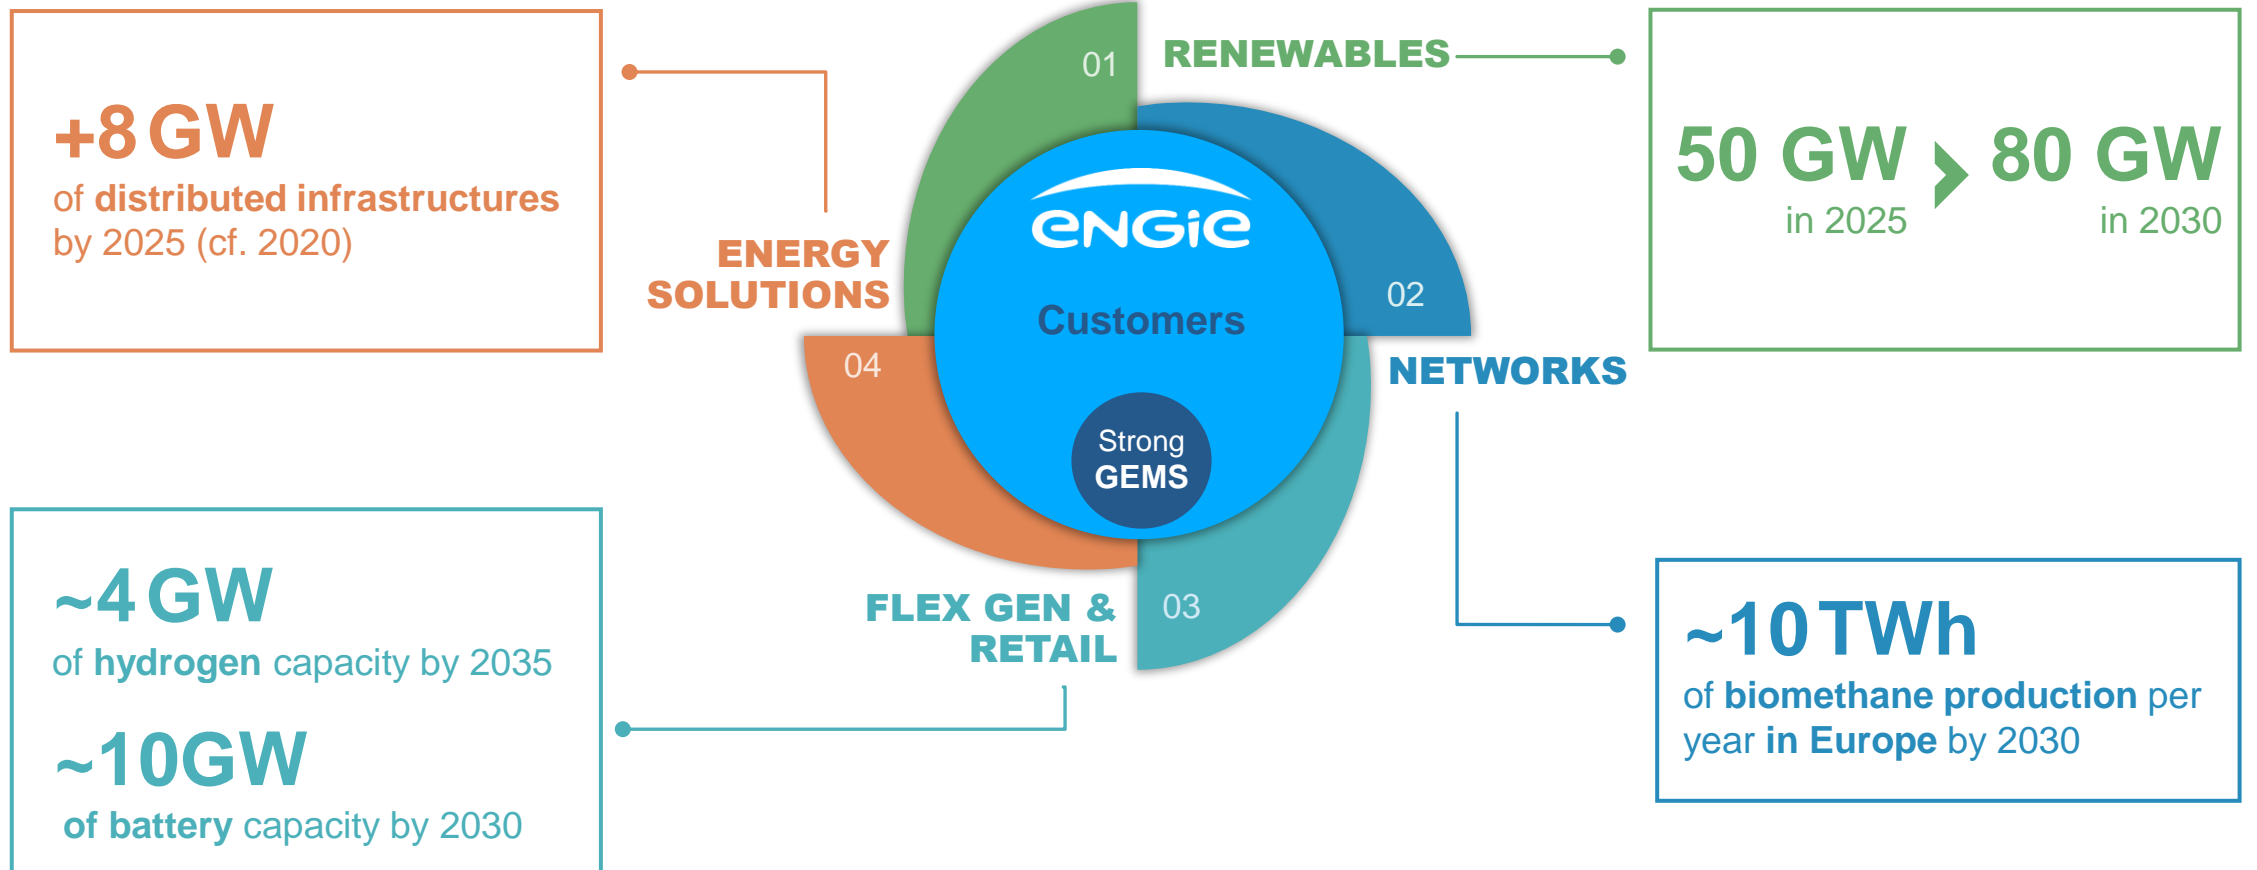 +8 GW
of distributed infrastructures
by 2025 (cf. 2020)
01
RENEWABLES
50 GW
in 2025
80 GW
in 2030
ENGIE
Customers
Strong
GEMS
02
NETWORKS
ENERGY
SOLUTIONS
04
~4 GW
of hydrogen capacity by 2035
~10GW
of battery capacity by 2030
FLEX GEN &
RETAIL
03
~10 TWh
of biomethane production per
year in Europe by 2030